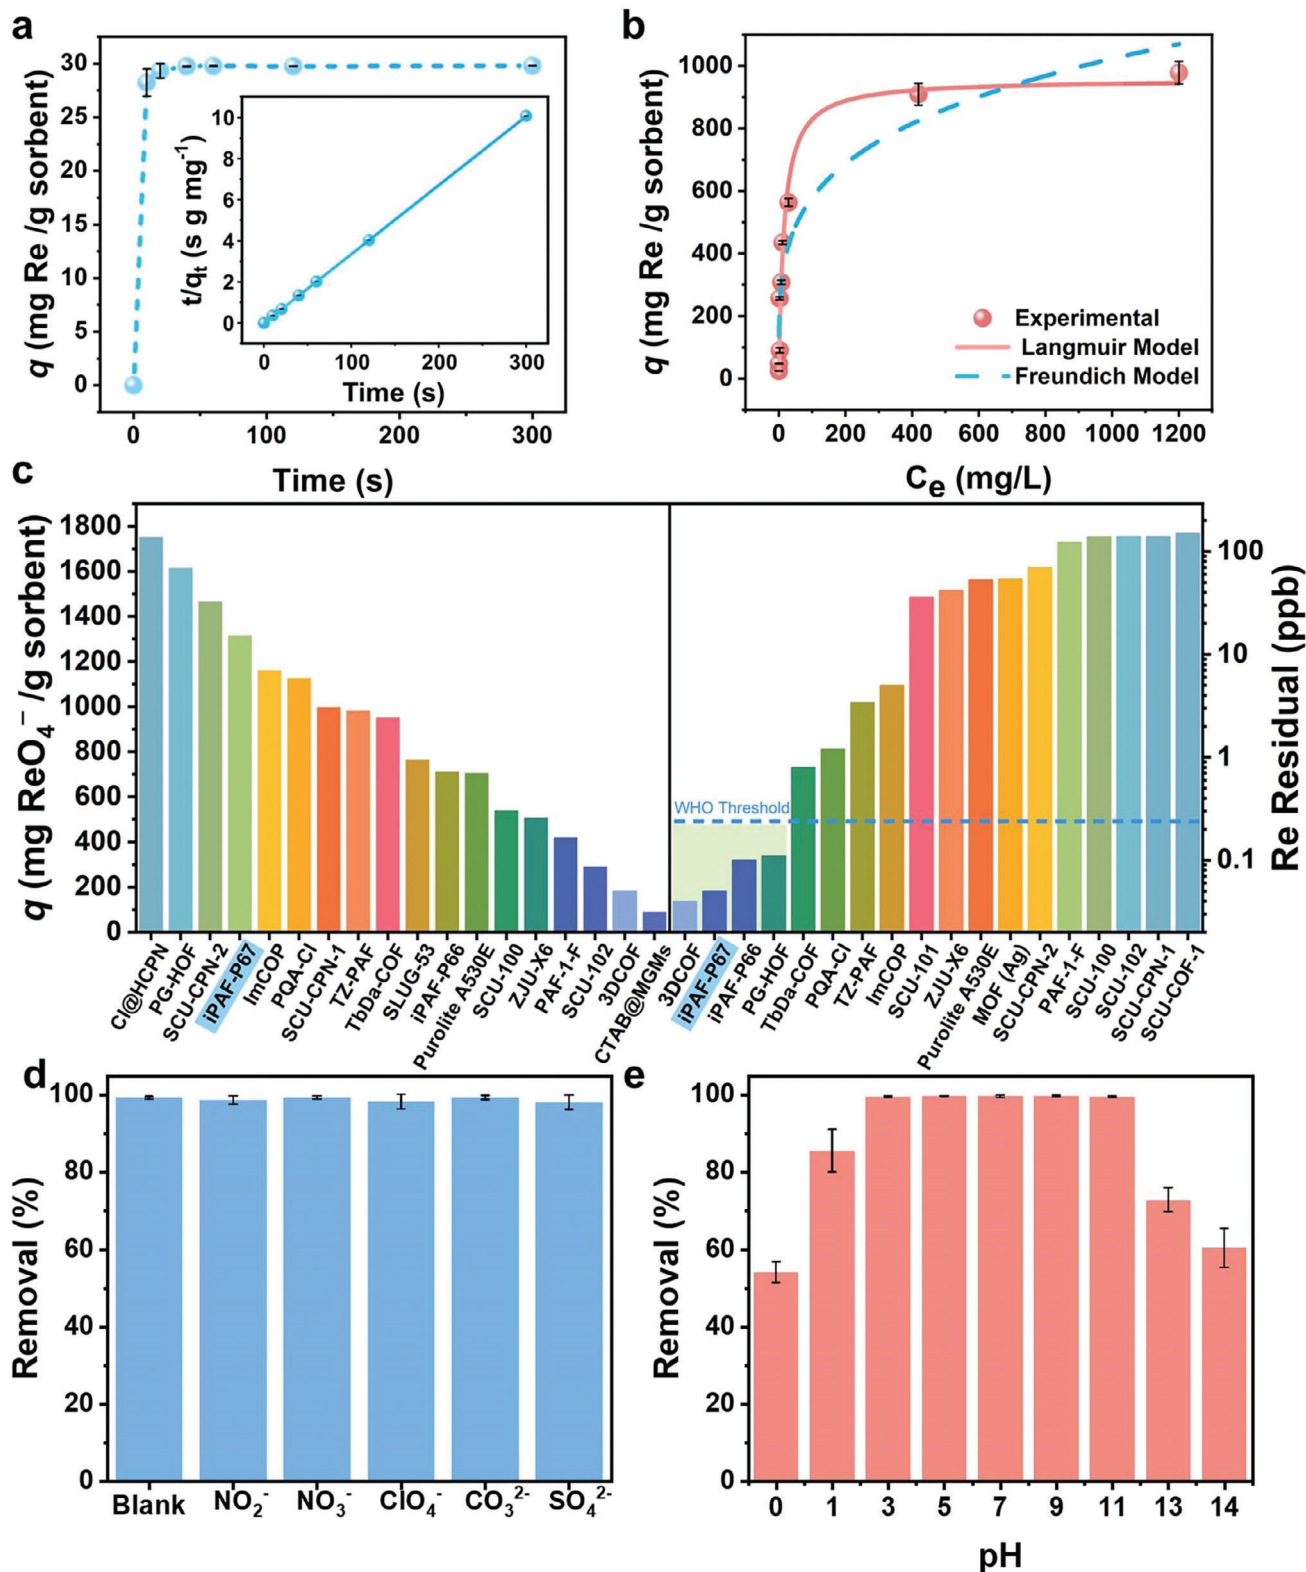 a
q (mg Re /g sorbent)
30
25
20
15
10
5
0
0
100
200
300
Time (s)
t/qₜ (s g mg⁻¹)
10
8
6
4
2
0
0
100
200
300
Time (s)
b
q (mg Re /g sorbent)
1000
800
600
400
200
0
Experimental
Langmuir Model
Freundich Model
0
200
400
600
800
1000
1200
Cₑ (mg/L)
c
q (mg ReO₄⁻ /g sorbent)
1800
1600
1400
1200
1000
800
600
400
200
0
WHO Threshold
100
10
1
0.1
Re Residual (ppb)
Cl@HCPN
PG-HOF
SCU-CPN-2
iPAF-P67
ImCOP
PQA-Cl
SCU-CPN-1
TZ-PAF
TbDa-COF
SLUG-53
iPAF-P66
Purolite A530E
SCU-100
ZJU-X6
PAF-1-F
SCU-102
3DCOF
CTAB@MGMs
3DCOF
iPAF-P67
iPAF-P66
PG-HOF
TbDa-COF
PQA-Cl
TZ-PAF
ImCOP
SCU-101
ZJU-X6
Purolite A530E
MOF (Ag)
SCU-CPN-2
PAF-1-F
SCU-100
SCU-102
SCU-CPN-1
SCU-COF-1
d
Removal (%)
100
80
60
40
20
0
Blank
NO₂⁻
NO₃⁻
ClO₄⁻
CO₃²⁻
SO₄²⁻
e
Removal (%)
100
80
60
40
20
0
0
1
3
5
7
9
11
13
14
pH